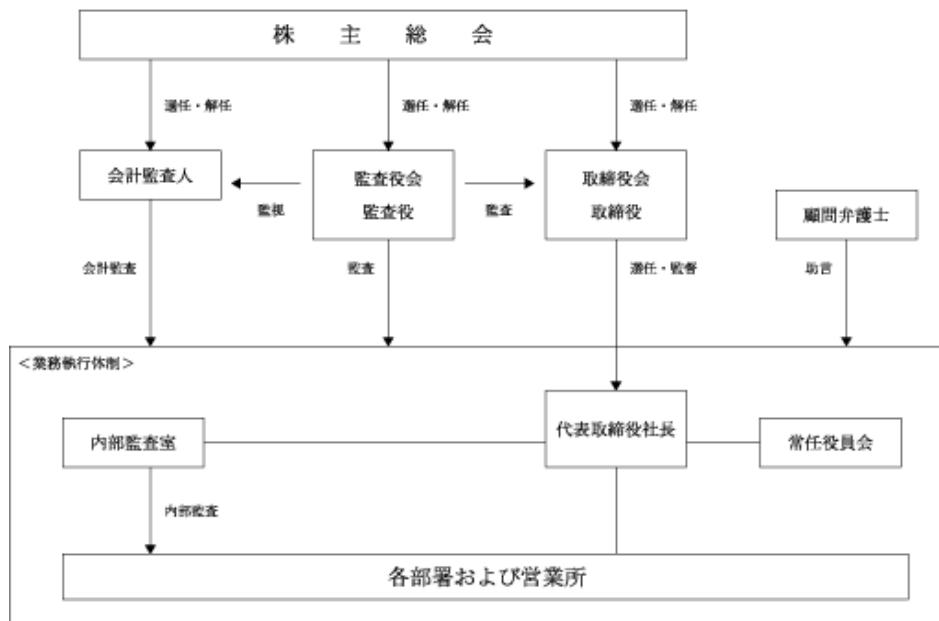 株 主 総 会
選任・解任
選任・解任
選任・解任
会計監査人
監査役会
監査役
取締役会
取締役
顧問弁護士
監視
監査
会計監査
監査
選任・監督
助言
＜業務執行体制＞
内部監査室
代表取締役社長
常任役員会
内部監査
各部署および営業所